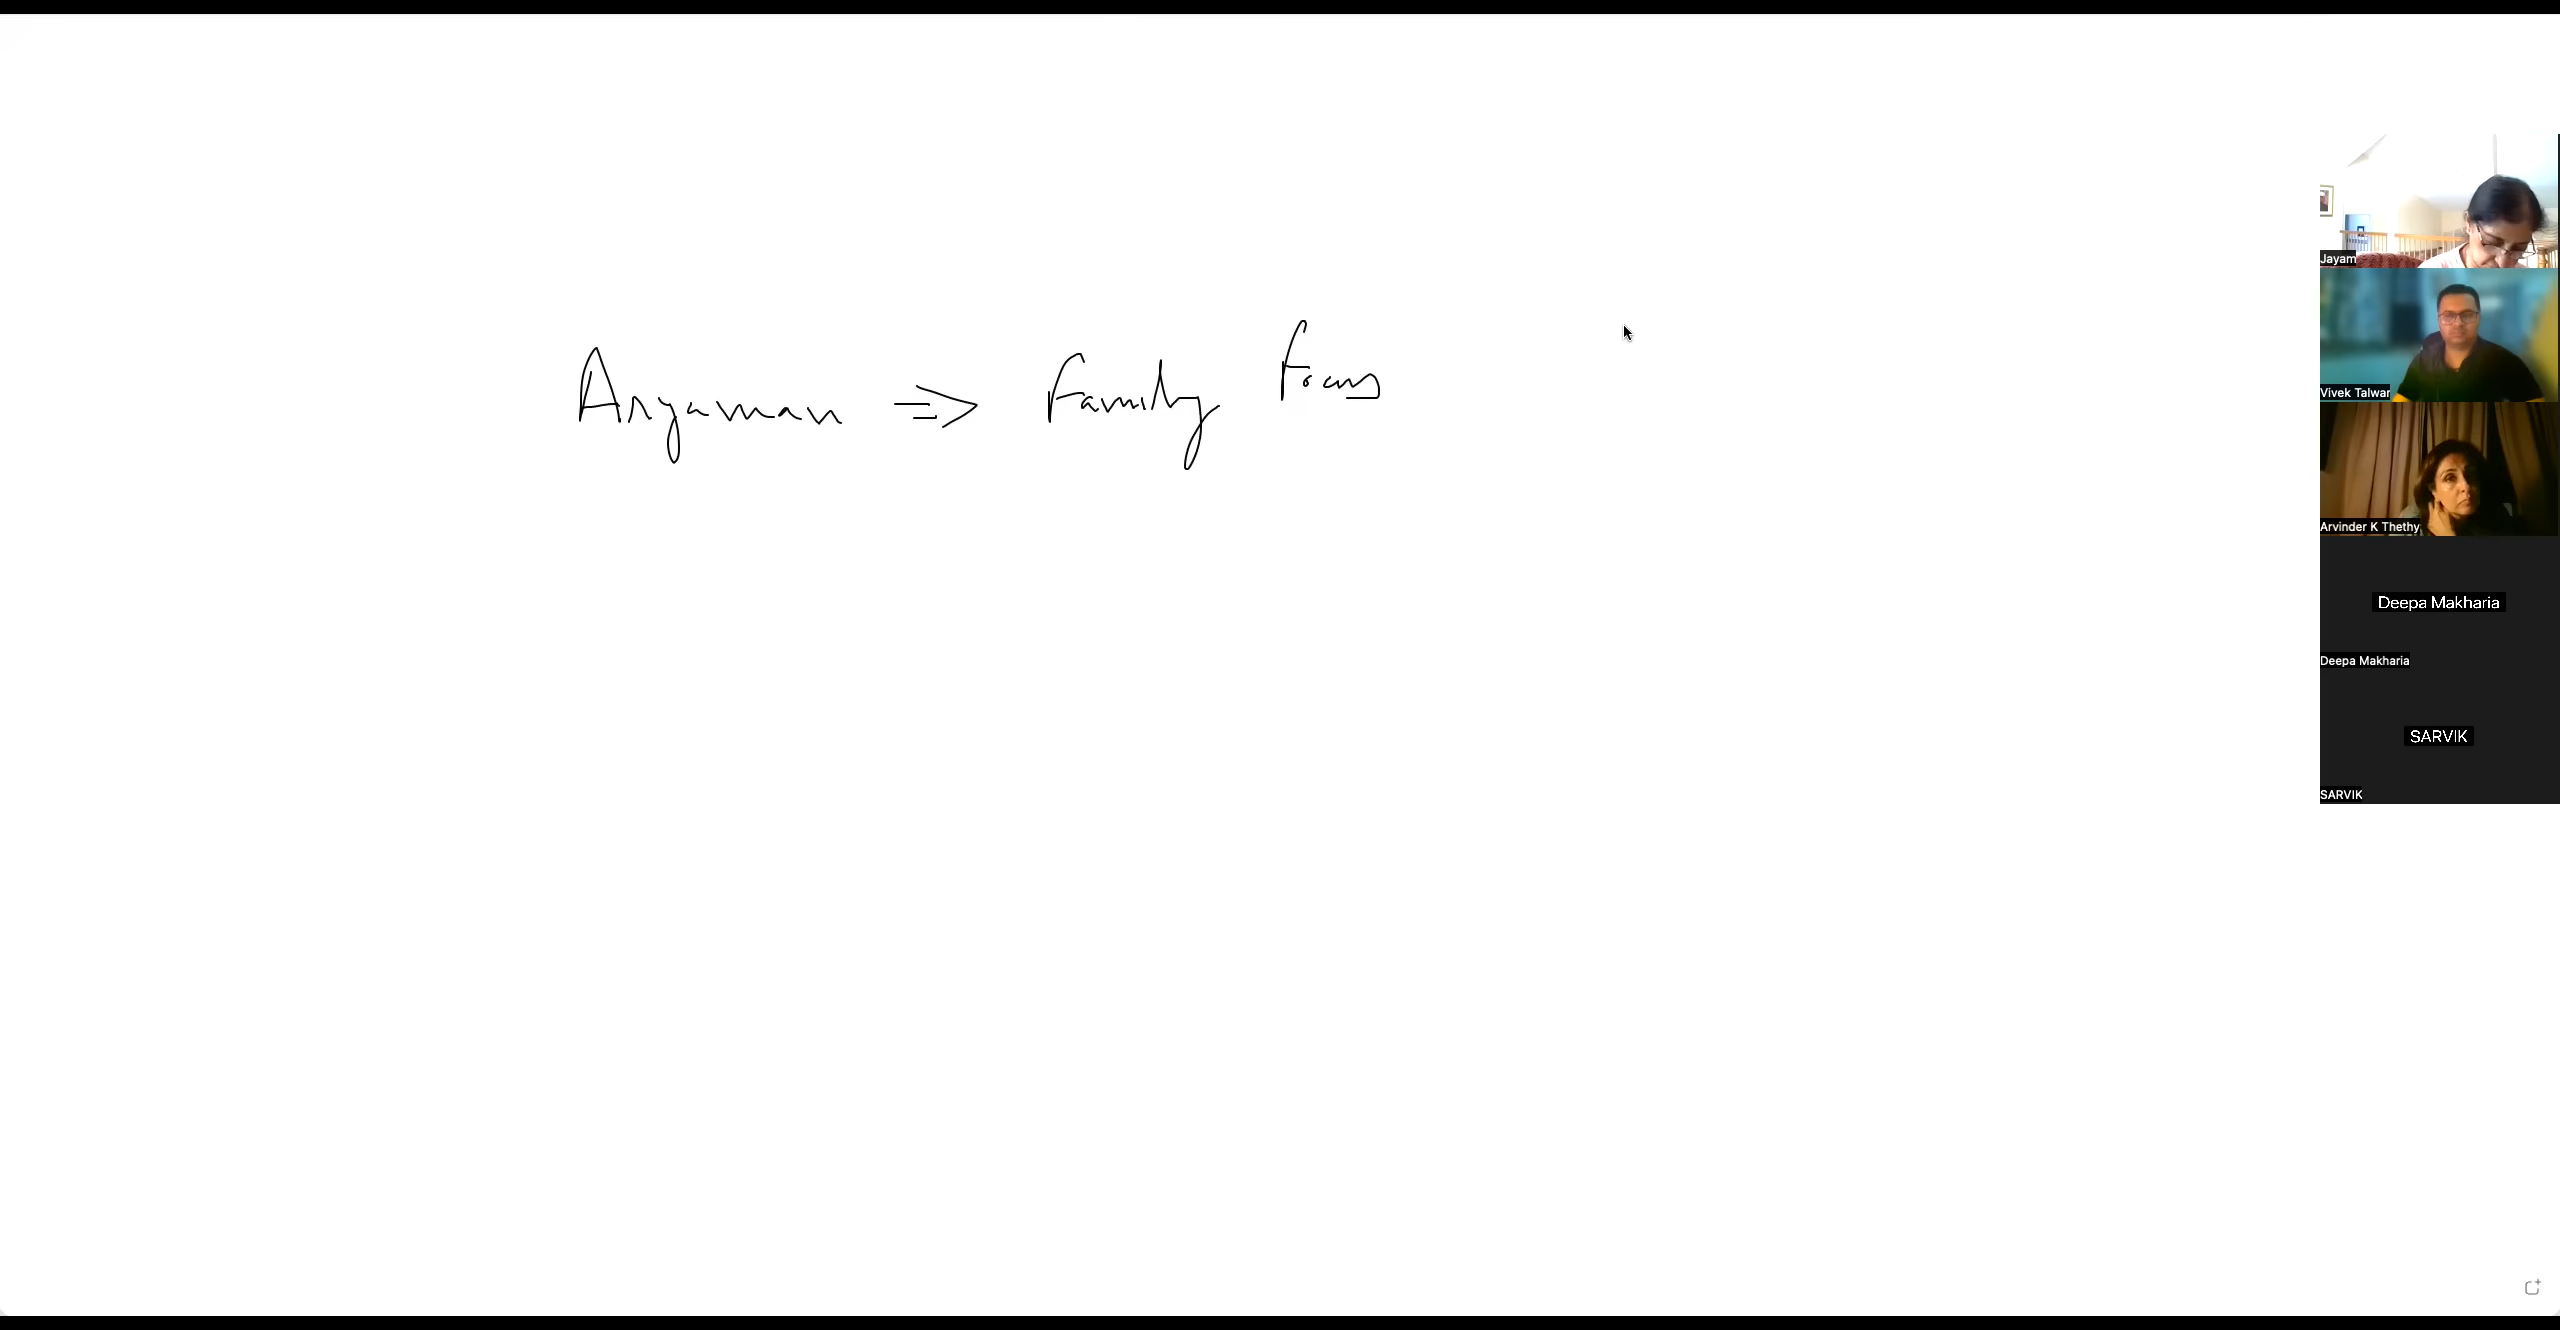 Aryaman ⇒ Family Focus
Jayam
Vivek Talwar
Arvinder K Thethy
Deepa Makharia
Deepa Makharia
SARVIK
SARVIK